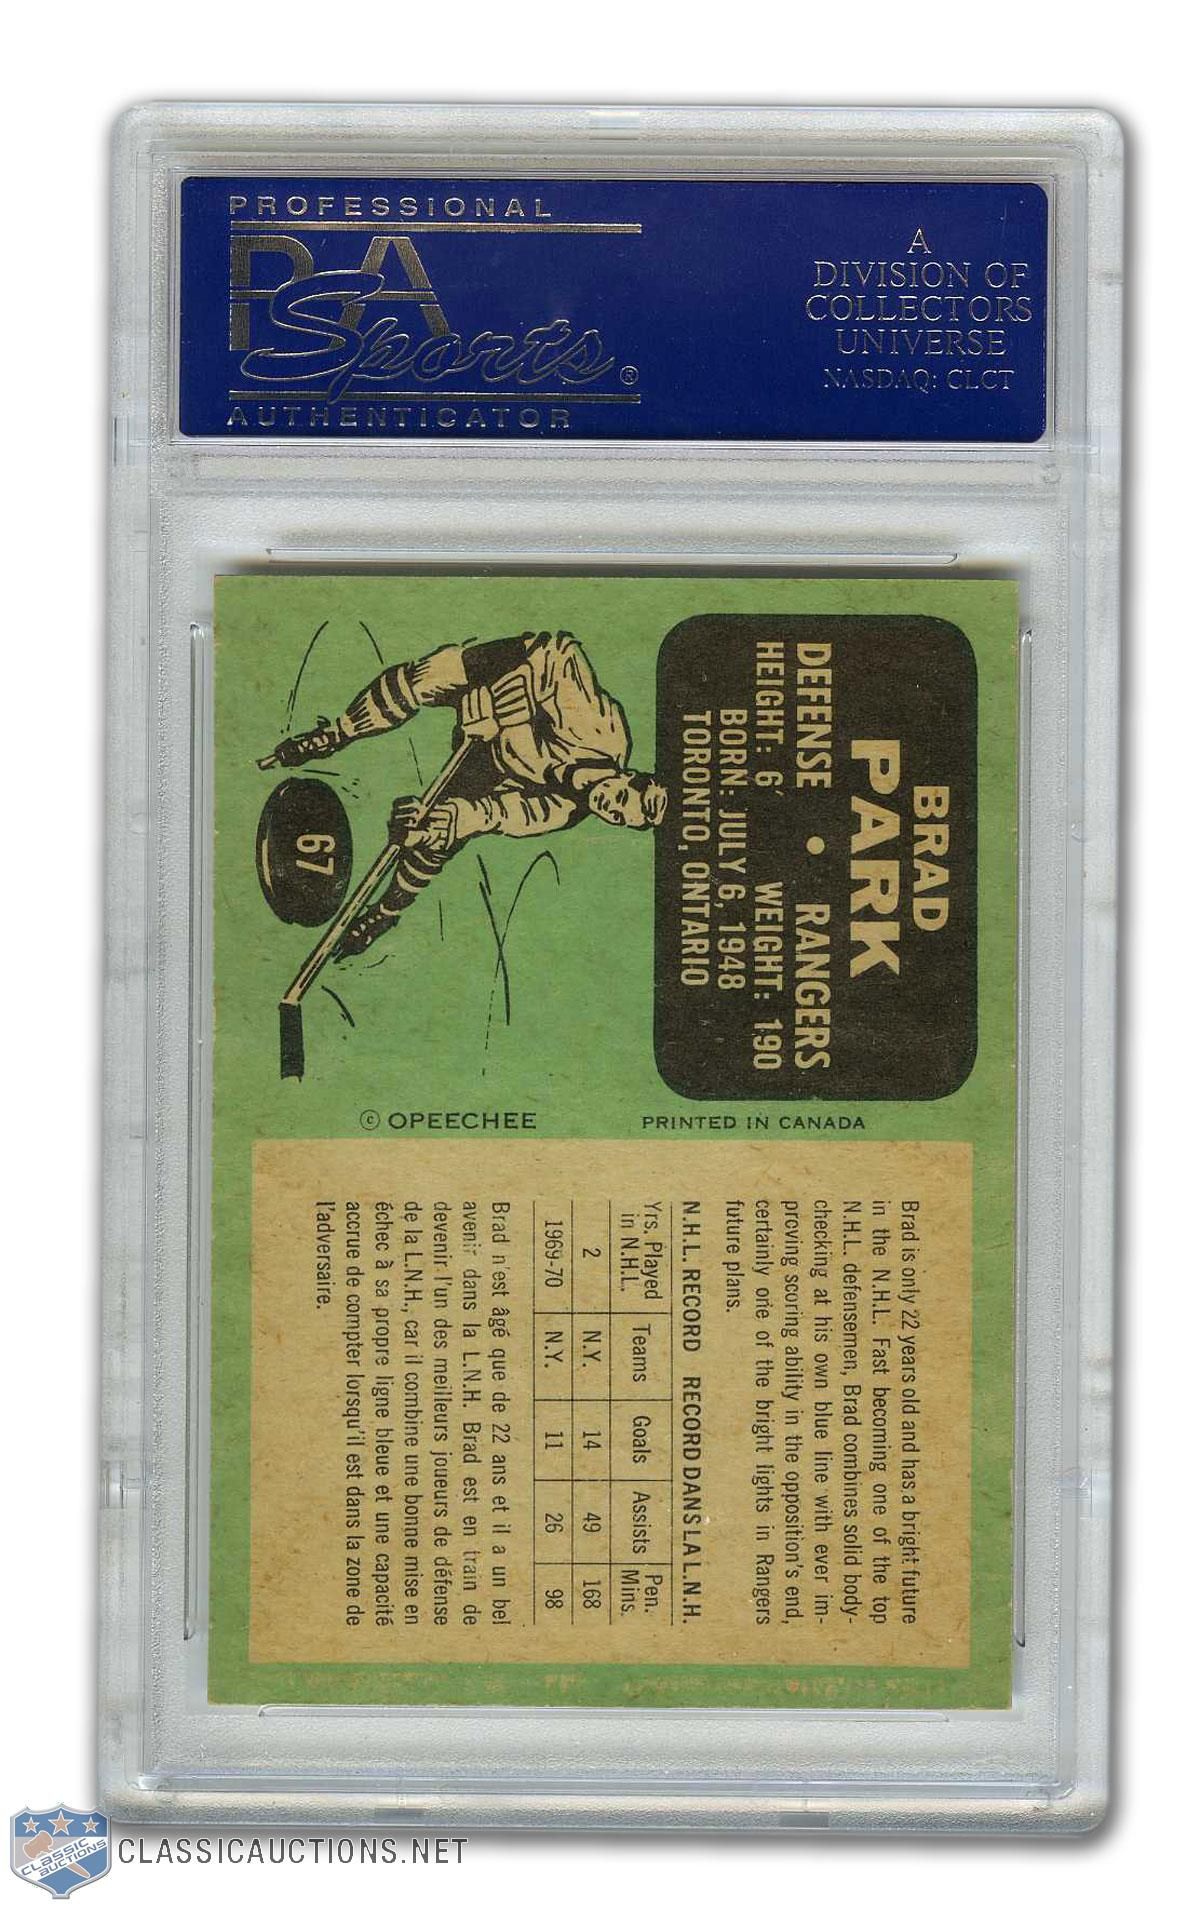 PROFESSIONAL
PSA
Sports®
AUTHENTICATOR
A
DIVISION OF
COLLECTORS
UNIVERSE
NASDAQ: CLCT
BRAD
PARK
DEFENSE • RANGERS
HEIGHT: 6' WEIGHT: 190
BORN: JULY 6, 1948
TORONTO, ONTARIO
67
© OPEECHEE
PRINTED IN CANADA
Brad is only 22 years old and has a bright future
in the N.H.L. Fast becoming one of the top
N.H.L. defensemen, Brad combines solid body-
checking at his own blue line with ever im-
proving scoring ability in the opposition's end,
certainly one of the bright lights in Rangers
future plans.
N.H.L. RECORD RECORD DANS LA L.N.H.
Yrs. Played in N.H.L. Teams Goals Assists Pen. Mins.
2 N.Y. 14 49 168
1969-70 N.Y. 11 26 98
Brad n'est âgé que de 22 ans et il a un bel
avenir dans la L.N.H. Brad est en train de
devenir l'un des meilleurs joueurs de défense
de la L.N.H., car il combine une bonne mise en
échec à sa propre ligne bleue et une capacité
accrue de compter lorsqu'il est dans la zone de
l'adversaire.
CLASSIC
AUCTIONS
CLASSICAUCTIONS.NET